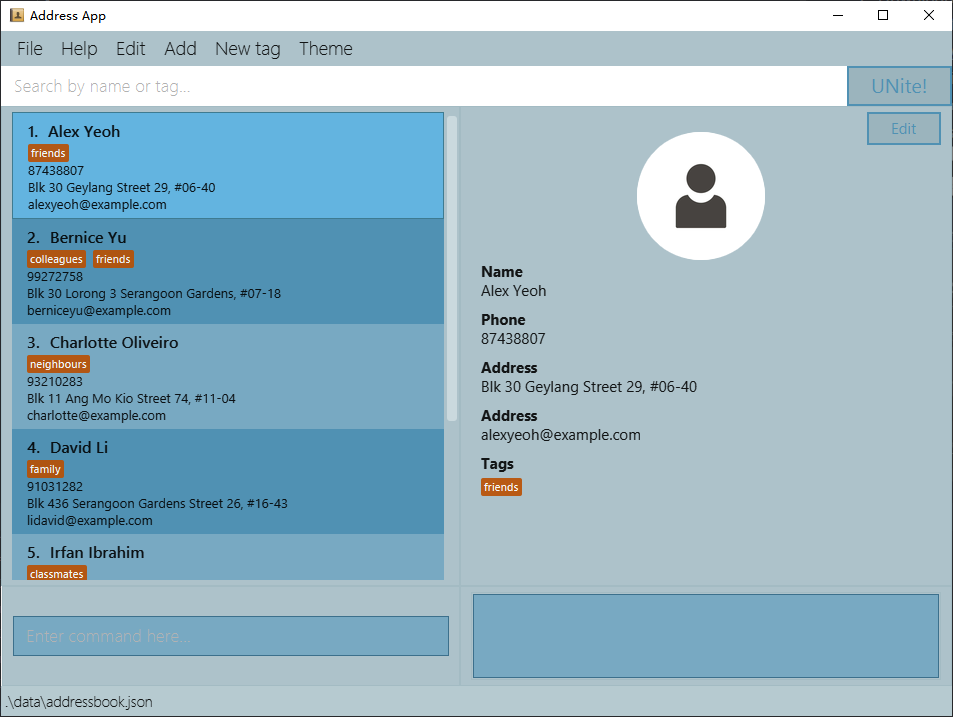 Address App
File Help Edit Add New tag Theme
Search by name or tag...
UNite!
1. Alex Yeoh
friends
87438807
Blk 30 Geylang Street 29, #06-40
alexyeoh@example.com
2. Bernice Yu
colleagues friends
99272758
Blk 30 Lorong 3 Serangoon Gardens, #07-18
berniceyu@example.com
3. Charlotte Oliveiro
neighbours
93210283
Blk 11 Ang Mo Kio Street 74, #11-04
charlotte@example.com
4. David Li
family
91031282
Blk 436 Serangoon Gardens Street 26, #16-43
lidavid@example.com
5. Irfan Ibrahim
classmates
Edit
Name
Alex Yeoh
Phone
87438807
Address
Blk 30 Geylang Street 29, #06-40
Address
alexyeoh@example.com
Tags
friends
Enter command here...
.\data\addressbook.json